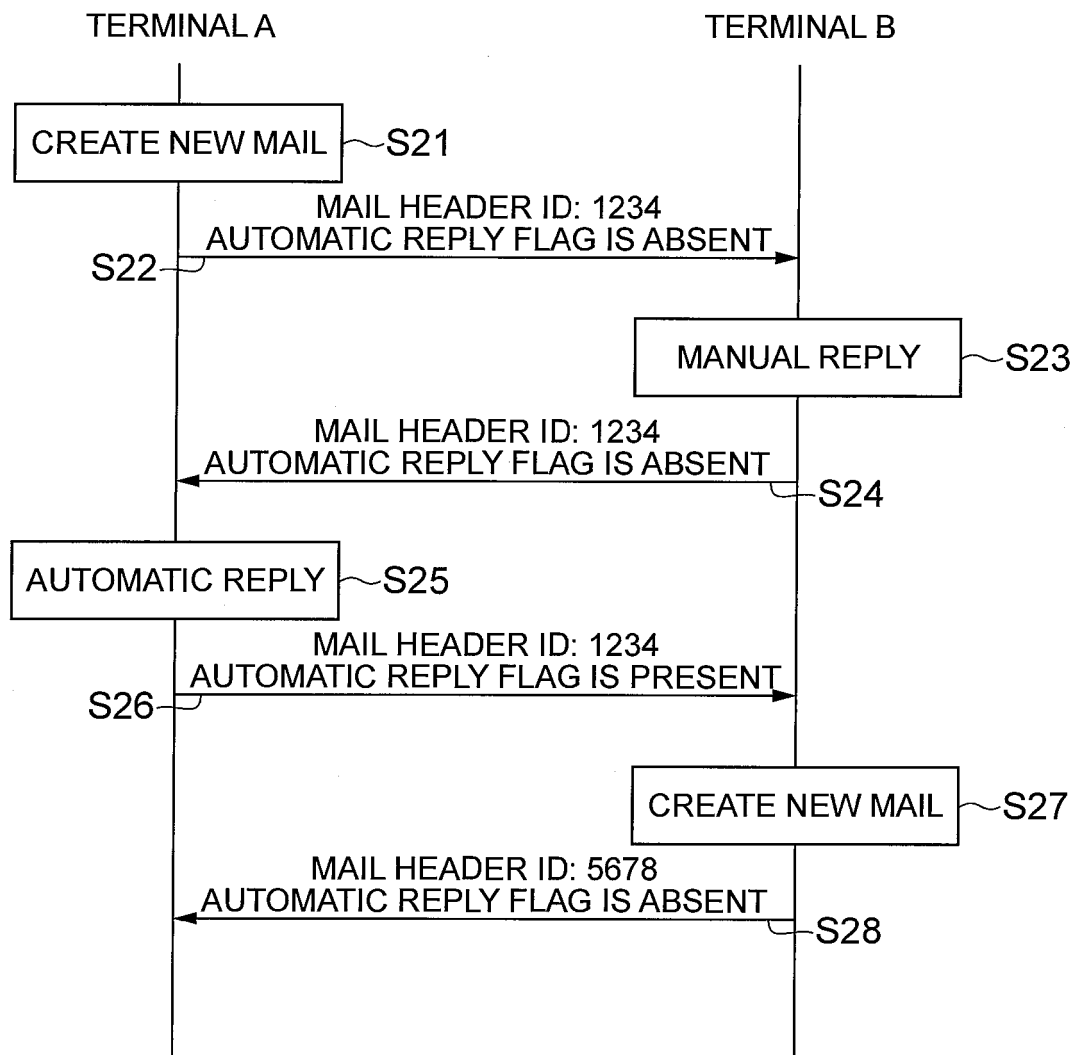 TERMINAL A
TERMINAL B
CREATE NEW MAIL
S21
MAIL HEADER ID: 1234
AUTOMATIC REPLY FLAG IS ABSENT
S22
MANUAL REPLY
S23
MAIL HEADER ID: 1234
AUTOMATIC REPLY FLAG IS ABSENT
S24
AUTOMATIC REPLY
S25
MAIL HEADER ID: 1234
AUTOMATIC REPLY FLAG IS PRESENT
S26
CREATE NEW MAIL
S27
MAIL HEADER ID: 5678
AUTOMATIC REPLY FLAG IS ABSENT
S28